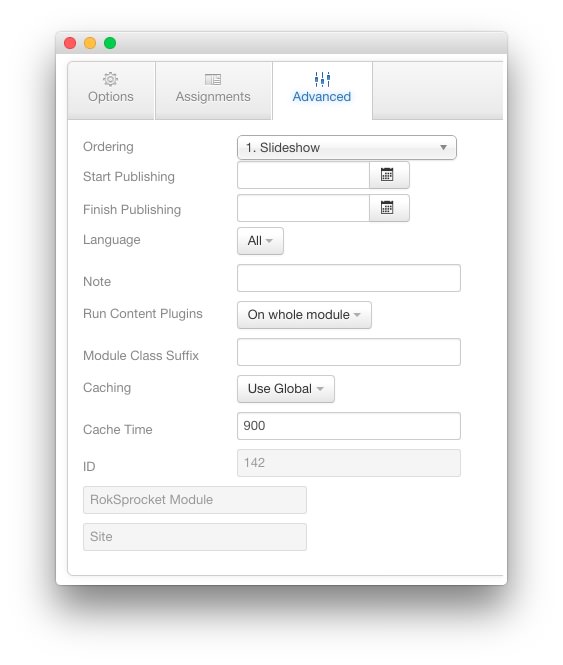 Options
Assignments
Advanced
Ordering
1. Slideshow
Start Publishing
Finish Publishing
Language
All
Note
Run Content Plugins
On whole module
Module Class Suffix
Caching
Use Global
Cache Time
900
ID
142
RokSprocket Module
Site